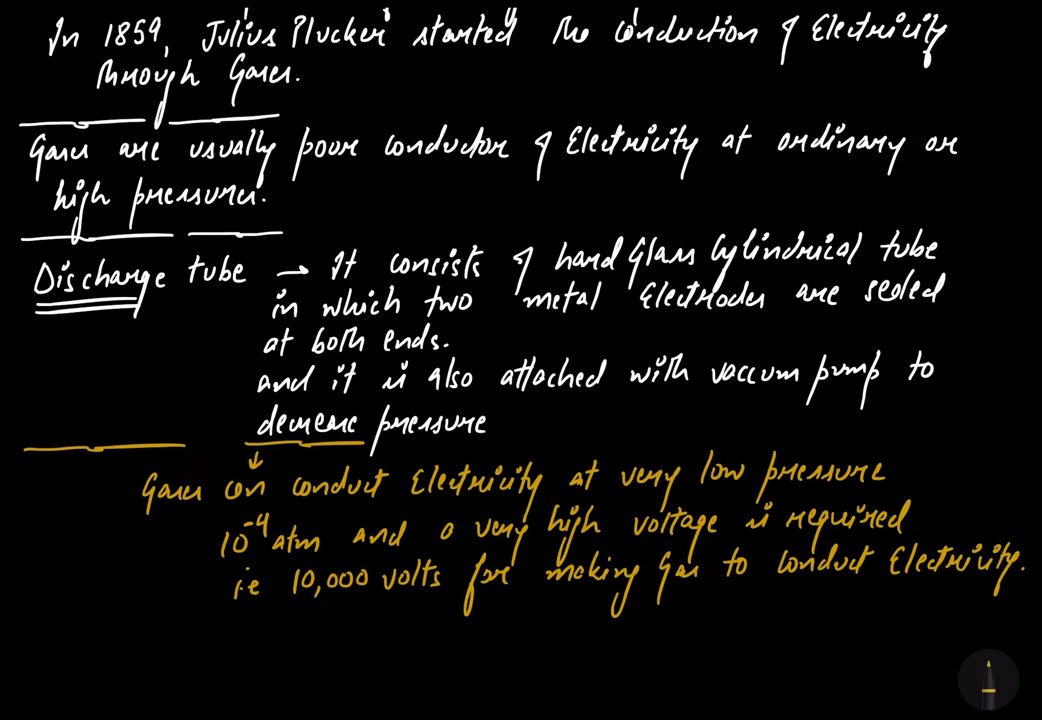 In 1859, Julius Plucker started the conduction of Electricity
through Gases.
Gases are usually poor conductor of Electricity at ordinary or
high pressures.
Discharge tube → It consists of hard Glass Cylindrical tube
in which two metal Electrodes are sealed
at both ends.
and it is also attached with vaccum pump to
decrease pressure
Gases can conduct Electricity at very low pressure
10⁻⁴ atm and a very high voltage is required
i.e 10,000 volts for making Gas to conduct Electricity.